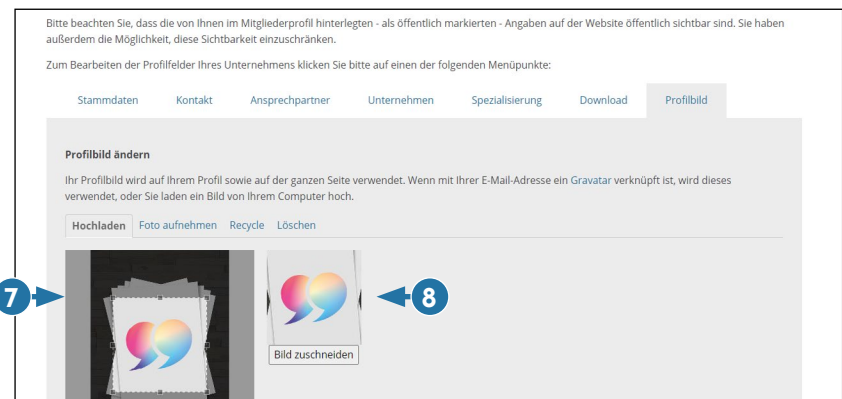 Bitte beachten Sie, dass die von Ihnen im Mitgliederprofil hinterlegten - als öffentlich markierten - Angaben auf der Website öffentlich sichtbar sind. Sie haben
außerdem die Möglichkeit, diese Sichtbarkeit einzuschränken.
Zum Bearbeiten der Profilfelder Ihres Unternehmens klicken Sie bitte auf einen der folgenden Menüpunkte:
Stammdaten Kontakt Ansprechpartner Unternehmen Spezialisierung Download Profilbild
Profilbild ändern
Ihr Profilbild wird auf Ihrem Profil sowie auf der ganzen Seite verwendet. Wenn mit Ihrer E-Mail-Adresse ein Gravatar verknüpft ist, wird dieses
verwendet, oder Sie laden ein Bild von Ihrem Computer hoch.
Hochladen Foto aufnehmen Recycle Löschen
7 8
Bild zuschneiden